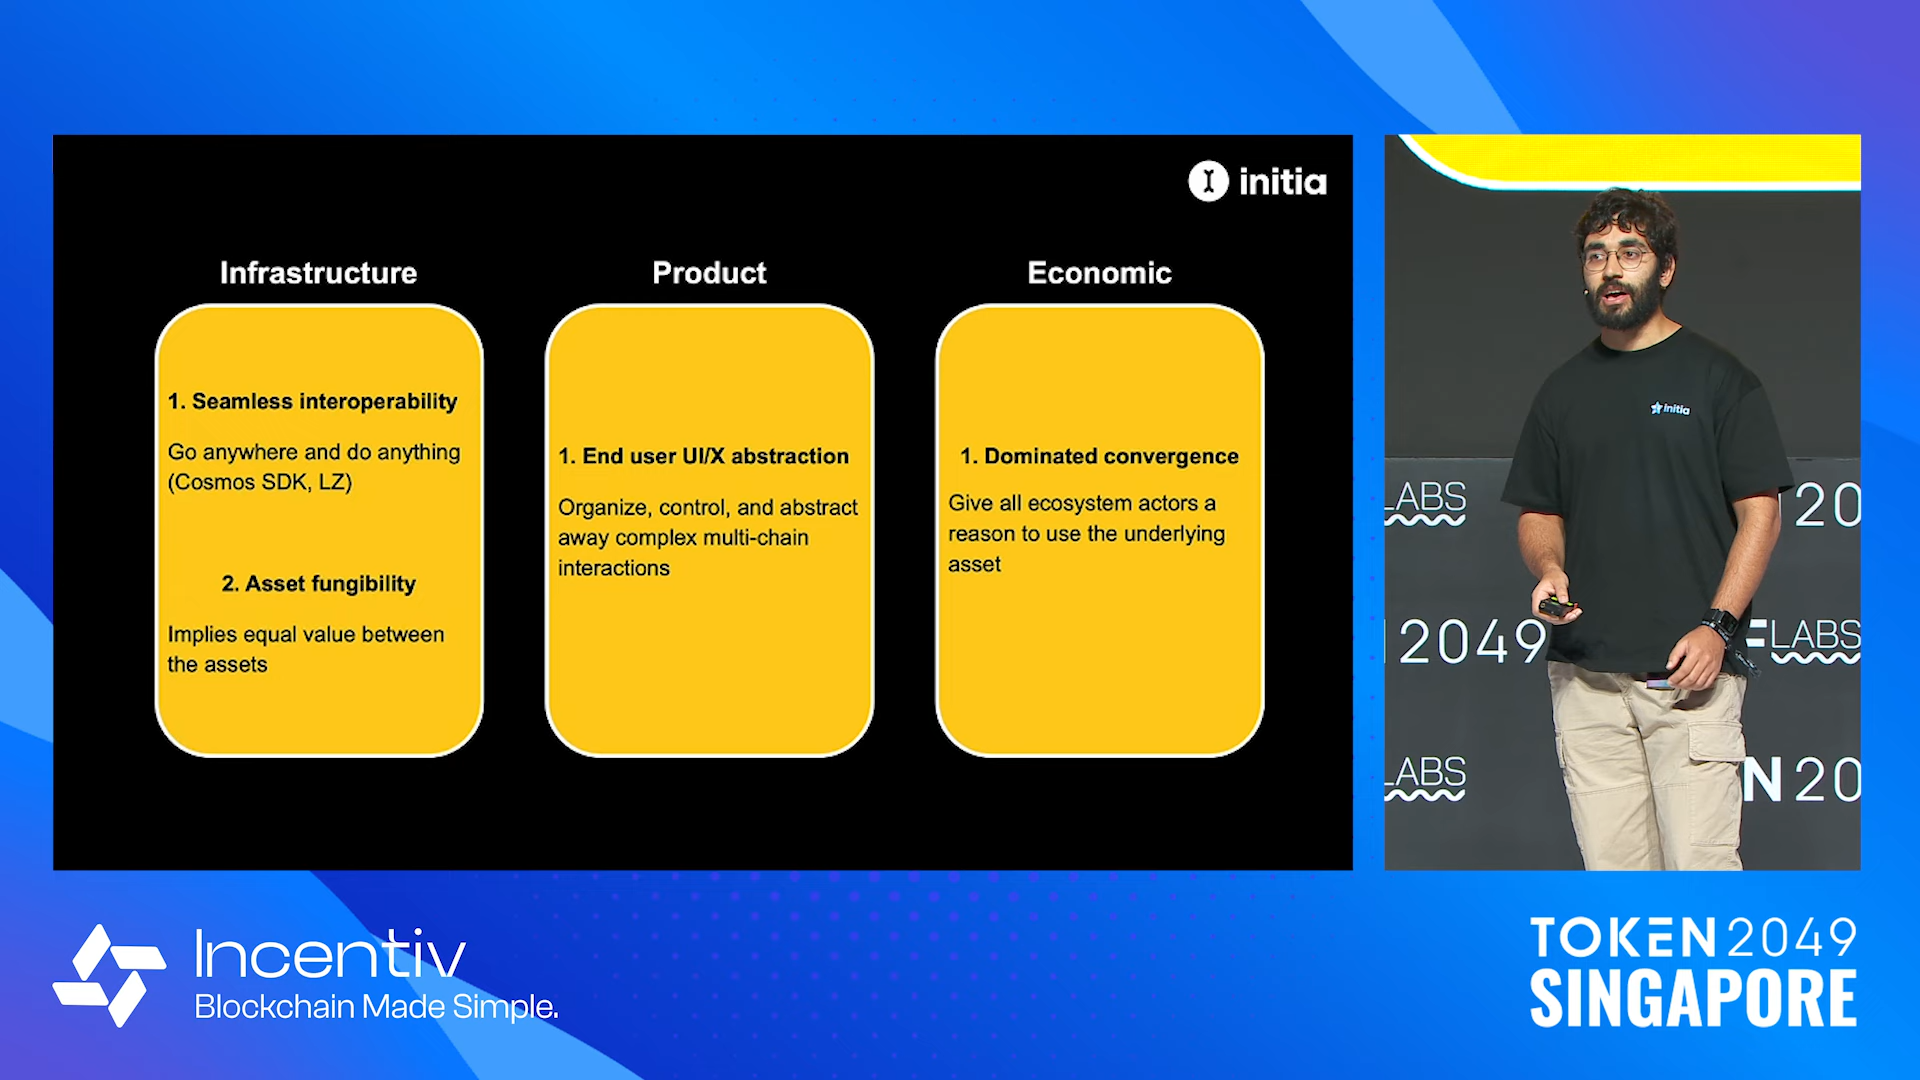 initia
Infrastructure
Product
Economic
1. Seamless interoperability
Go anywhere and do anything
(Cosmos SDK, LZ)
2. Asset fungibility
Implies equal value between
the assets
1. End user UI/X abstraction
Organize, control, and abstract
away complex multi-chain
interactions
1. Dominated convergence
Give all ecosystem actors a
reason to use the underlying
asset
initia
LABS
20
2049
LABS
LABS
N 20
Incentiv
Blockchain Made Simple.
TOKEN2049
SINGAPORE